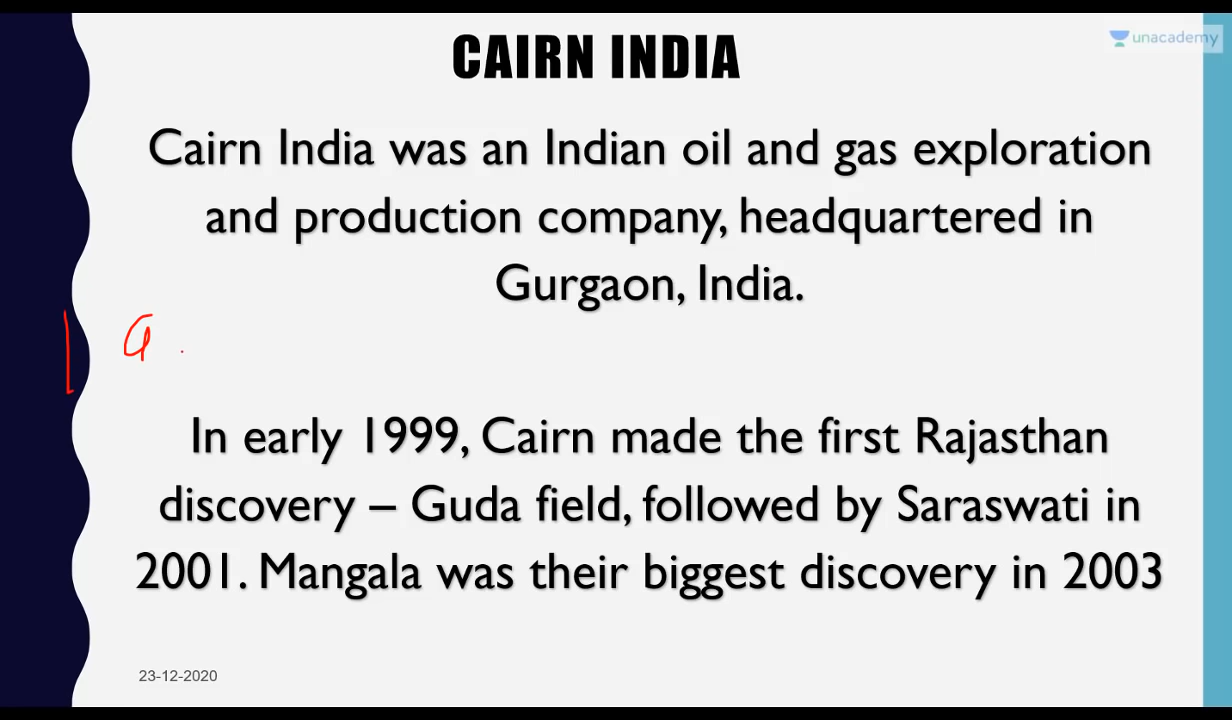 unacademy
CAIRN INDIA
Cairn India was an Indian oil and gas exploration
and production company, headquartered in
Gurgaon, India.
In early 1999, Cairn made the first Rajasthan
discovery – Guda field, followed by Saraswati in
2001. Mangala was their biggest discovery in 2003
23-12-2020